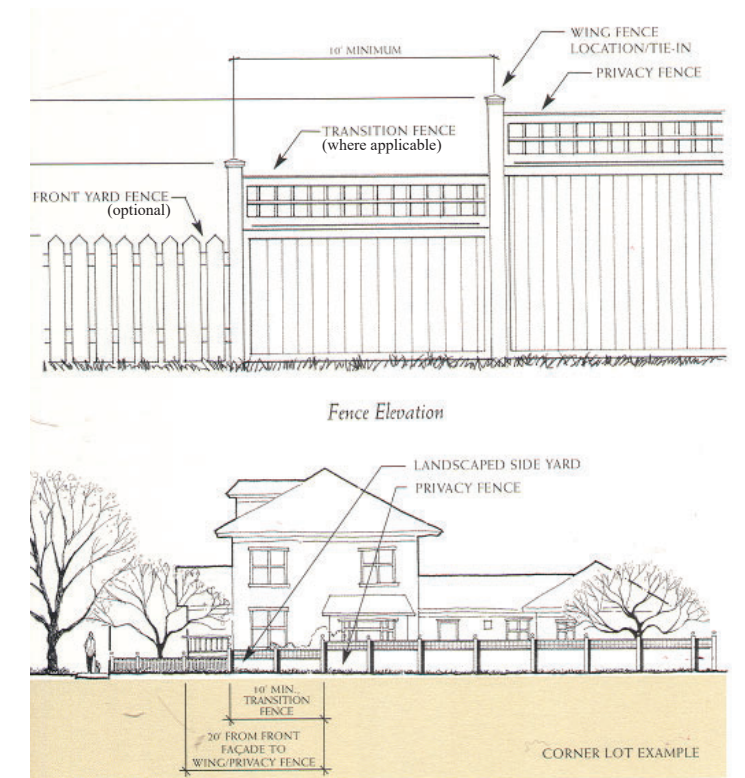 WING FENCE
LOCATION/TIE-IN
10' MINIMUM
PRIVACY FENCE
TRANSITION FENCE
(where applicable)
FRONT YARD FENCE
(optional)
Fence Elevation
LANDSCAPED SIDE YARD
PRIVACY FENCE
10' MIN.,
TRANSITION
FENCE
20' FROM FRONT
FAÇADE TO
WING/PRIVACY FENCE
CORNER LOT EXAMPLE